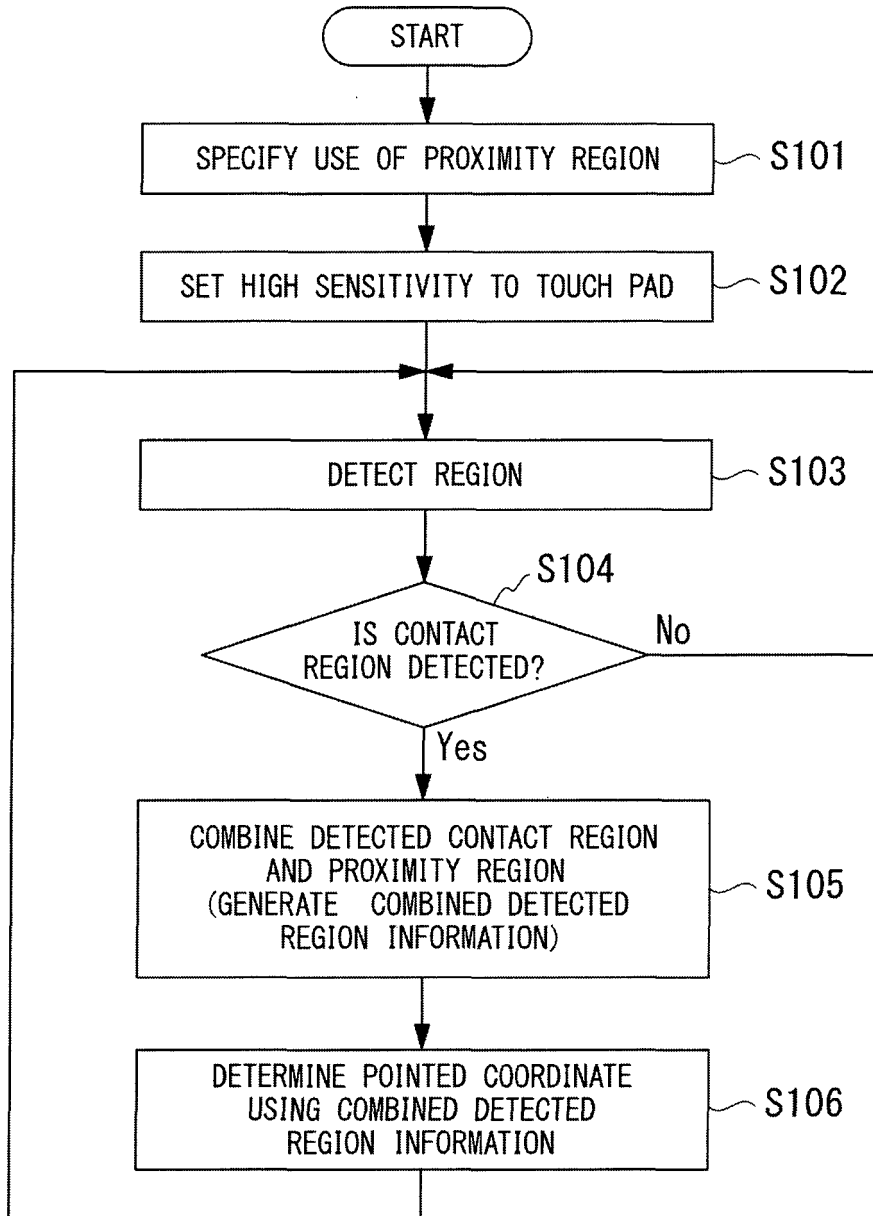 START
SPECIFY USE OF PROXIMITY REGION
S101
SET HIGH SENSITIVITY TO TOUCH PAD
S102
DETECT REGION
S103
S104
IS CONTACT
REGION DETECTED?
No
Yes
COMBINE DETECTED CONTACT REGION
AND PROXIMITY REGION
(GENERATE COMBINED DETECTED
REGION INFORMATION)
S105
DETERMINE POINTED COORDINATE
USING COMBINED DETECTED
REGION INFORMATION
S106